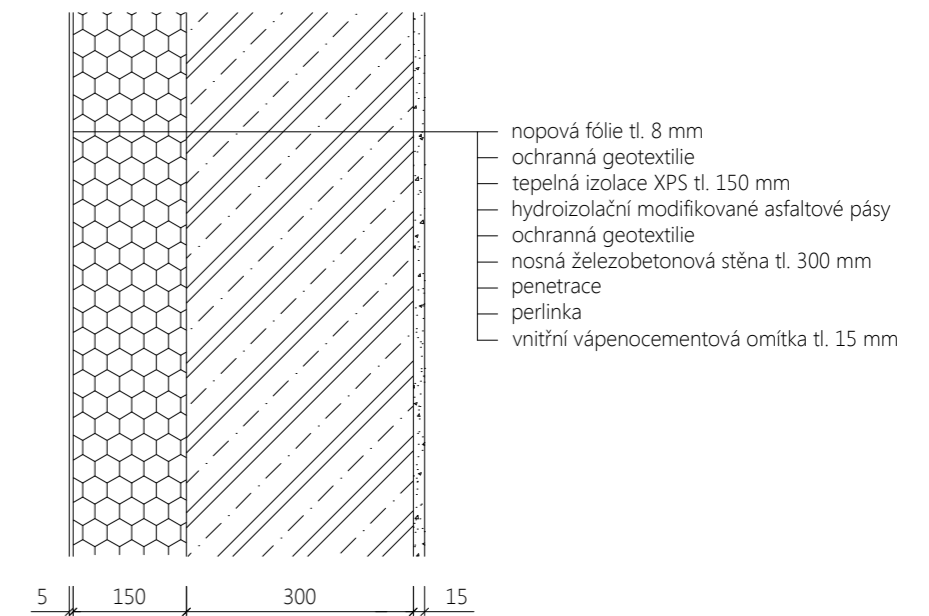 nopová fólie tl. 8 mm
ochranná geotextilie
tepelná izolace XPS tl. 150 mm
hydroizolační modifikované asfaltové pásy
ochranná geotextilie
nosná železobetonová stěna tl. 300 mm
penetrace
perlinka
vnitřní vápenocementová omítka tl. 15 mm
5 150 300 15